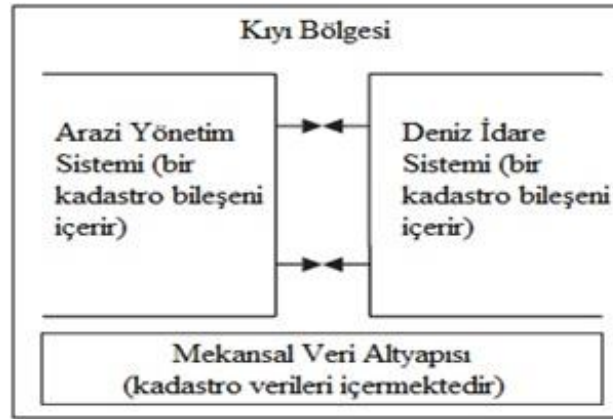 Kıyı Bölgesi
Arazi Yönetim
Sistemi (bir
kadastro bileşeni
içerir)
Deniz İdare
Sistemi (bir
kadastro bileşeni
içerir)
Mekansal Veri Altyapısı
(kadastro verileri içermektedir)